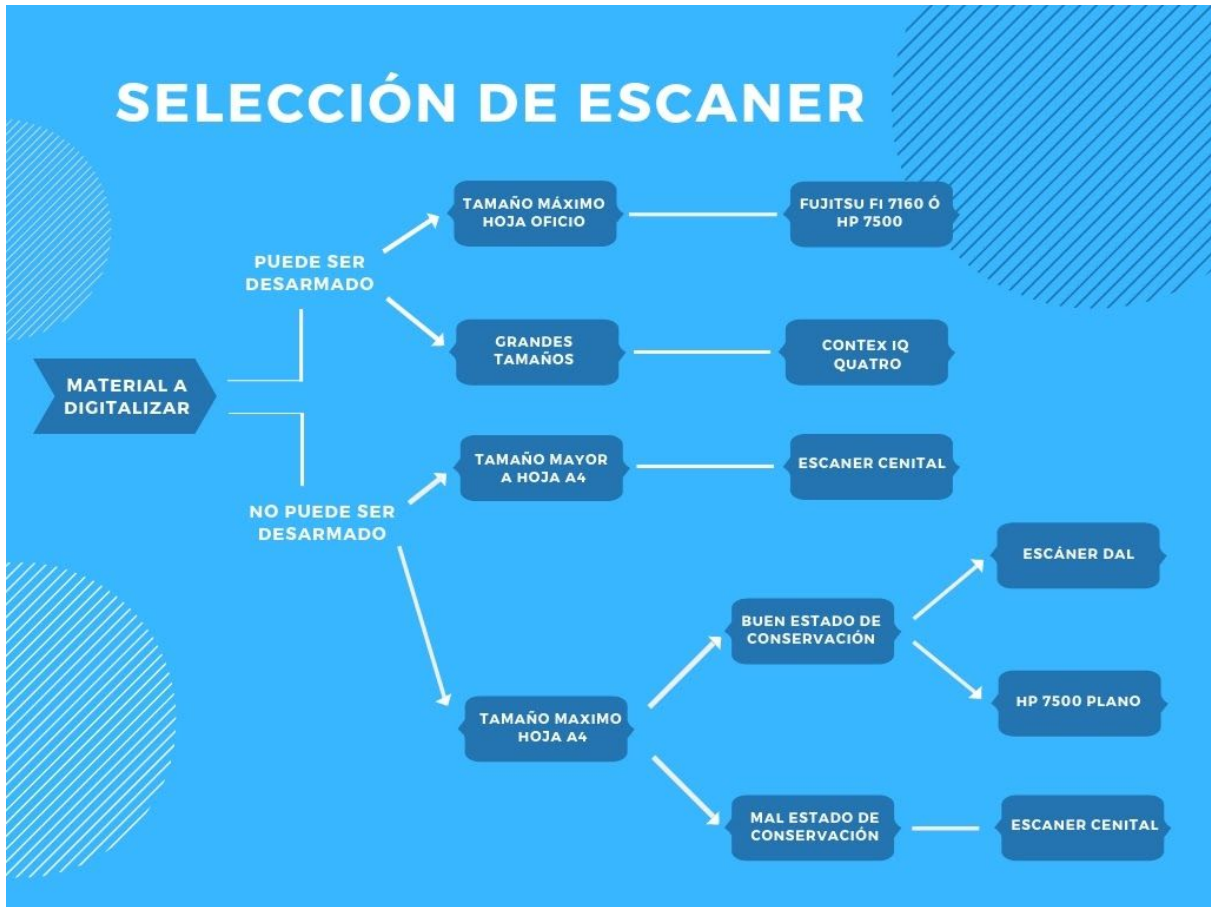 SELECCIÓN DE ESCANER
TAMAÑO MÁXIMO
HOJA OFICIO
FUJITSU FI 7160 Ó
HP 7500
PUEDE SER
DESARMADO
GRANDES
TAMAÑOS
CONTEX IQ
QUATRO
MATERIAL A
DIGITALIZAR
TAMAÑO MAYOR
A HOJA A4
ESCANER CENITAL
NO PUEDE SER
DESARMADO
ESCÁNER DAL
BUEN ESTADO DE
CONSERVACIÓN
HP 7500 PLANO
TAMAÑO MAXIMO
HOJA A4
MAL ESTADO DE
CONSERVACIÓN
ESCANER CENITAL